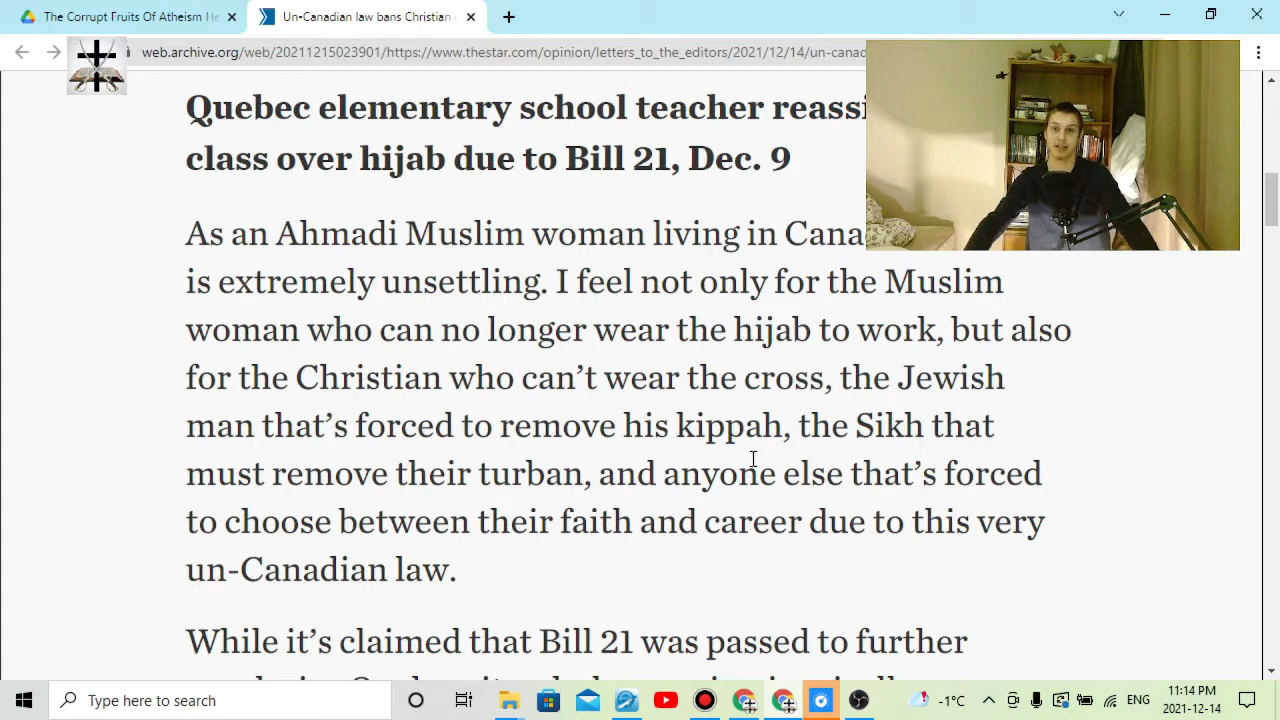 The Corrupt Fruits Of Atheism He
Un-Canadian law bans Christian c
web.archive.org/web/20211215023901/https://www.thestar.com/opinion/letters_to_the_editors/2021/12/14/un-canad
Quebec elementary school teacher reassi
class over hijab due to Bill 21, Dec. 9
As an Ahmadi Muslim woman living in Cana
is extremely unsettling. I feel not only for the Muslim
woman who can no longer wear the hijab to work, but also
for the Christian who can’t wear the cross, the Jewish
man that’s forced to remove his kippah, the Sikh that
must remove their turban, and anyone else that’s forced
to choose between their faith and career due to this very
un-Canadian law.
While it’s claimed that Bill 21 was passed to further
Type here to search
-1°C
ENG
11:14 PM
2021-12-14